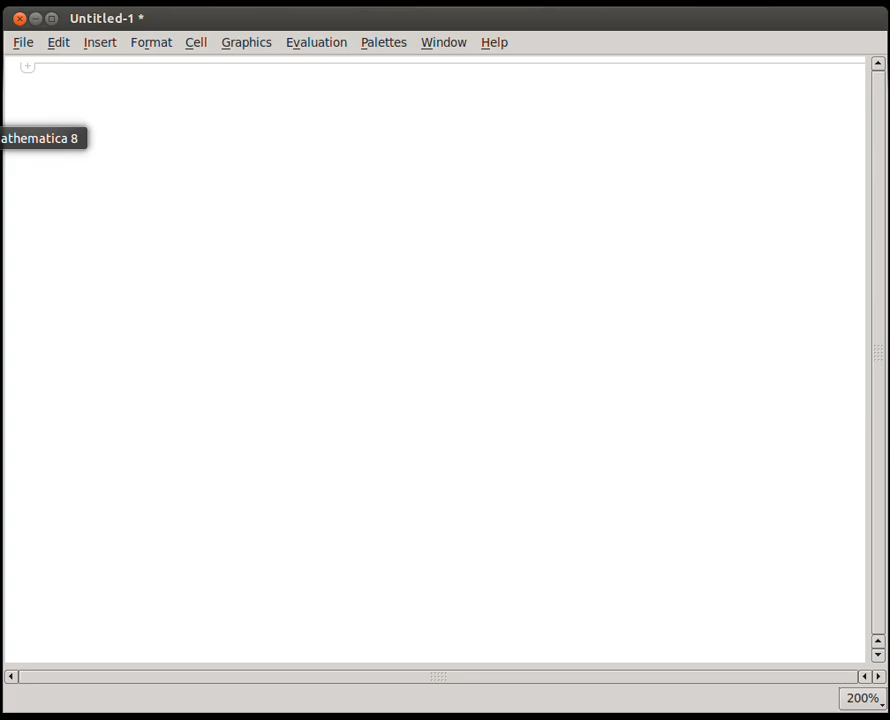 Untitled-1 *
File Edit Insert Format Cell Graphics Evaluation Palettes Window Help
athematica 8
200%